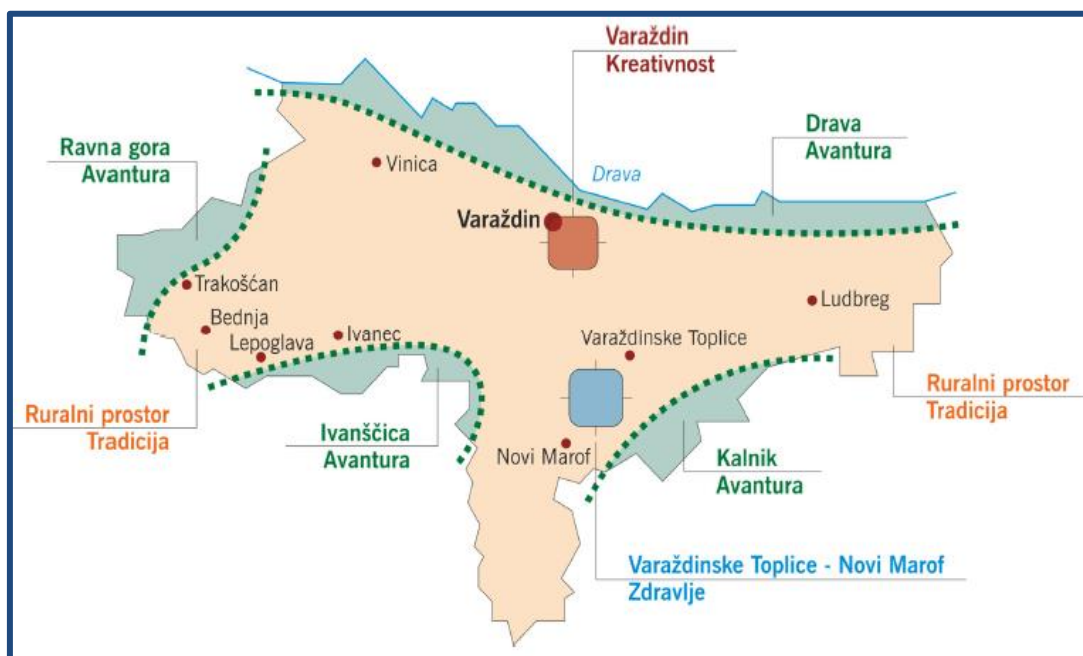 Varaždin
Kreativnost
Ravna gora
Avantura
Drava
Avantura
Vinica
Drava
Varaždin
Trakošćan
Ludbreg
Bednja
Ivanec
Lepoglava
Varaždinske Toplice
Ruralni prostor
Tradicija
Ruralni prostor
Tradicija
Ivanščica
Avantura
Novi Marof
Kalnik
Avantura
Varaždinske Toplice - Novi Marof
Zdravlje